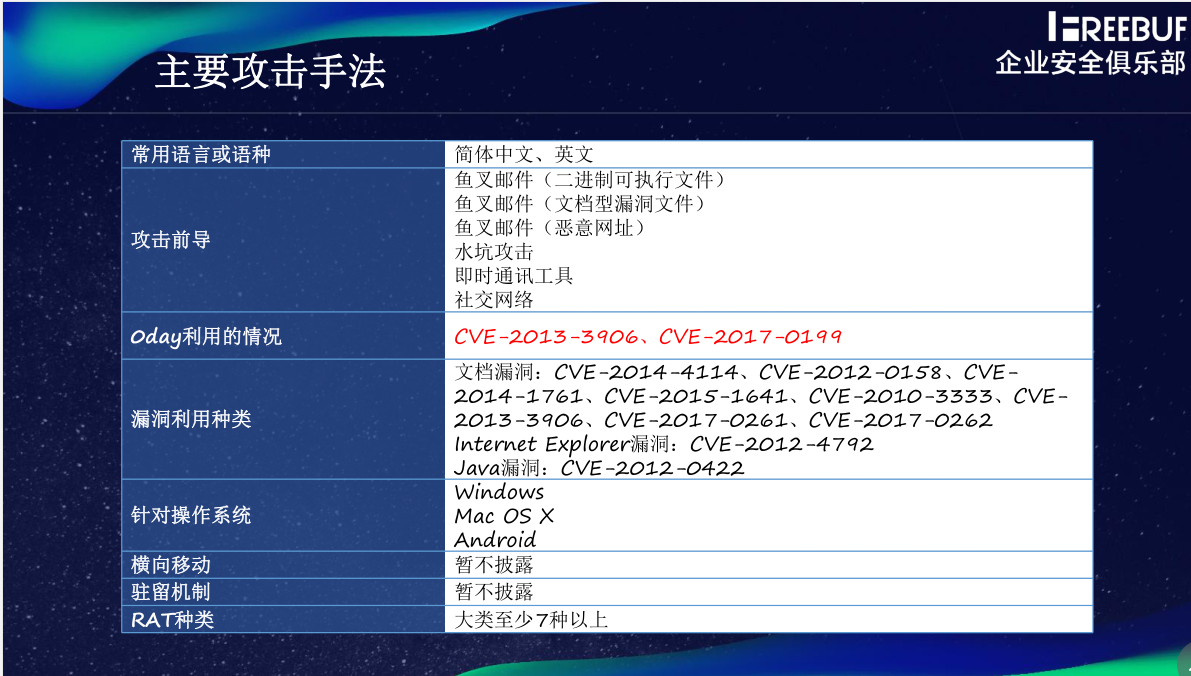 FREEBUF
企业安全俱乐部
主要攻击手法
常用语言或语种
简体中文、英文
攻击前导
鱼叉邮件（二进制可执行文件）
鱼叉邮件（文档型漏洞文件）
鱼叉邮件（恶意网址）
水坑攻击
即时通讯工具
社交网络
0day利用的情况
CVE-2013-3906、CVE-2017-0199
漏洞利用种类
文档漏洞：CVE-2014-4114、CVE-2012-0158、CVE-
2014-1761、CVE-2015-1641、CVE-2010-3333、CVE-
2013-3906、CVE-2017-0261、CVE-2017-0262
Internet Explorer漏洞：CVE-2012-4792
Java漏洞：CVE-2012-0422
针对操作系统
Windows
Mac OS X
Android
横向移动
暂不披露
驻留机制
暂不披露
RAT种类
大类至少7种以上